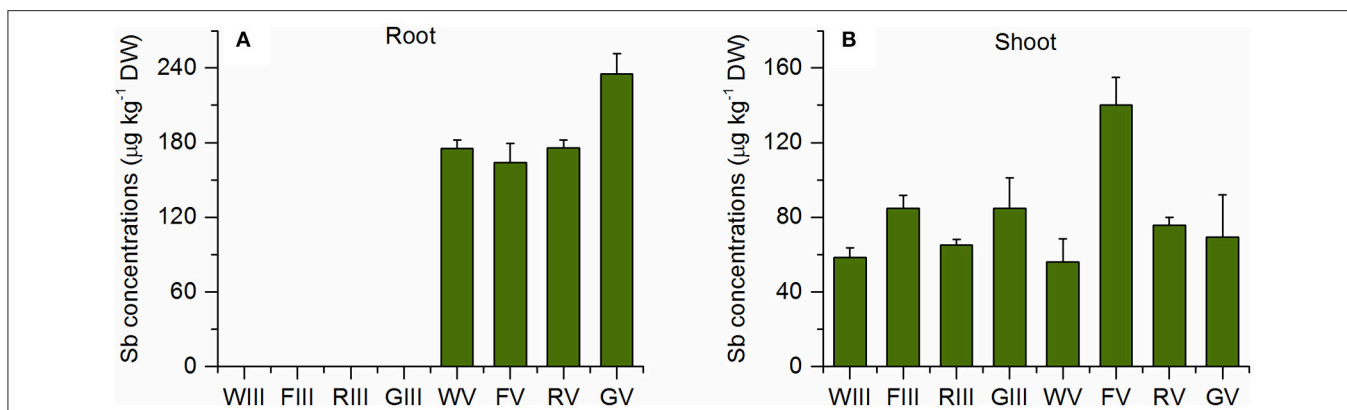 A
Root
Sb concentrations (μg kg⁻¹ DW)
240
180
120
60
0
WIII FIII RIII GIII WV FV RV GV
B
Shoot
Sb concentrations (μg kg⁻¹ DW)
160
120
80
40
0
WIII FIII RIII GIII WV FV RV GV